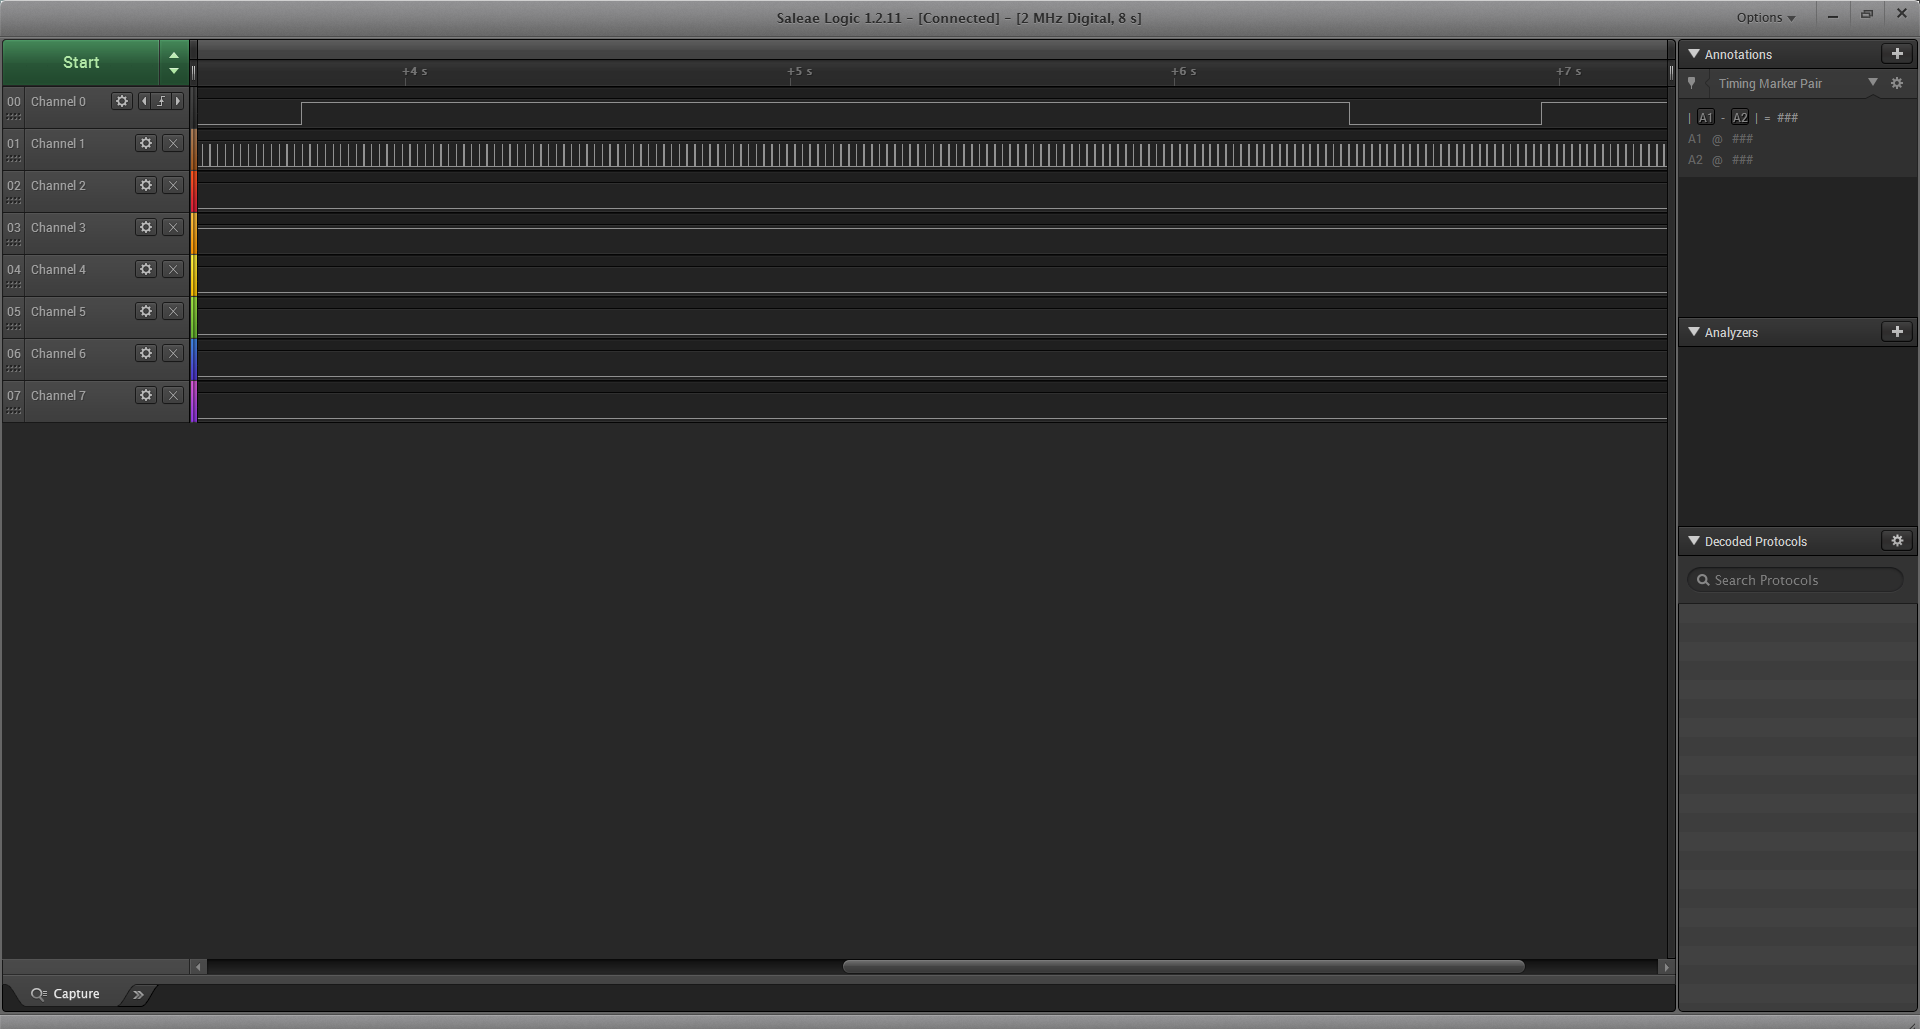 Saleae Logic 1.2.11 - [Connected] - [2 MHz Digital, 8 s]
Options
Start
+4 s
+5 s
+6 s
+7 s
00 Channel 0
01 Channel 1
02 Channel 2
03 Channel 3
04 Channel 4
05 Channel 5
06 Channel 6
07 Channel 7
Annotations
Timing Marker Pair
| A1 - A2 | = ###
A1 @ ###
A2 @ ###
Analyzers
Decoded Protocols
Search Protocols
Capture